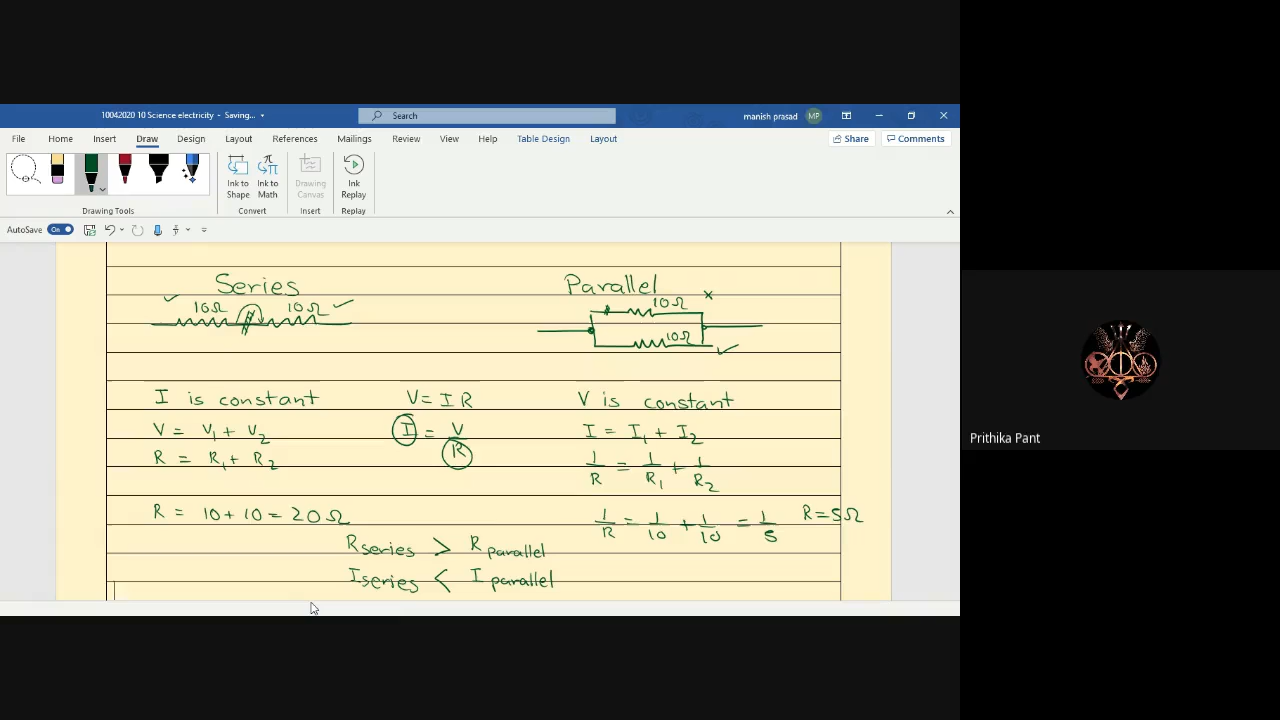 10042020 10 Science electricity - Saving...
Search
manish prasad MP
File Home Insert Draw Design Layout References Mailings Review View Help Table Design Layout
Share Comments
Ink to Shape
Ink to Math
Drawing Canvas
Ink Replay
Drawing Tools Convert Insert Replay
AutoSave On
Series Parallel
10Ω 10Ω 10Ω
10Ω
I is constant V = IR V is constant
V = V₁ + V₂ I = V/R I = I₁ + I₂
R = R₁ + R₂ 1/R = 1/R₁ + 1/R₂
R = 10 + 10 = 20Ω 1/R = 1/10 + 1/10 = 1/5 R = 5Ω
Rseries > Rparallel
Iseries < Iparallel
Prithika Pant